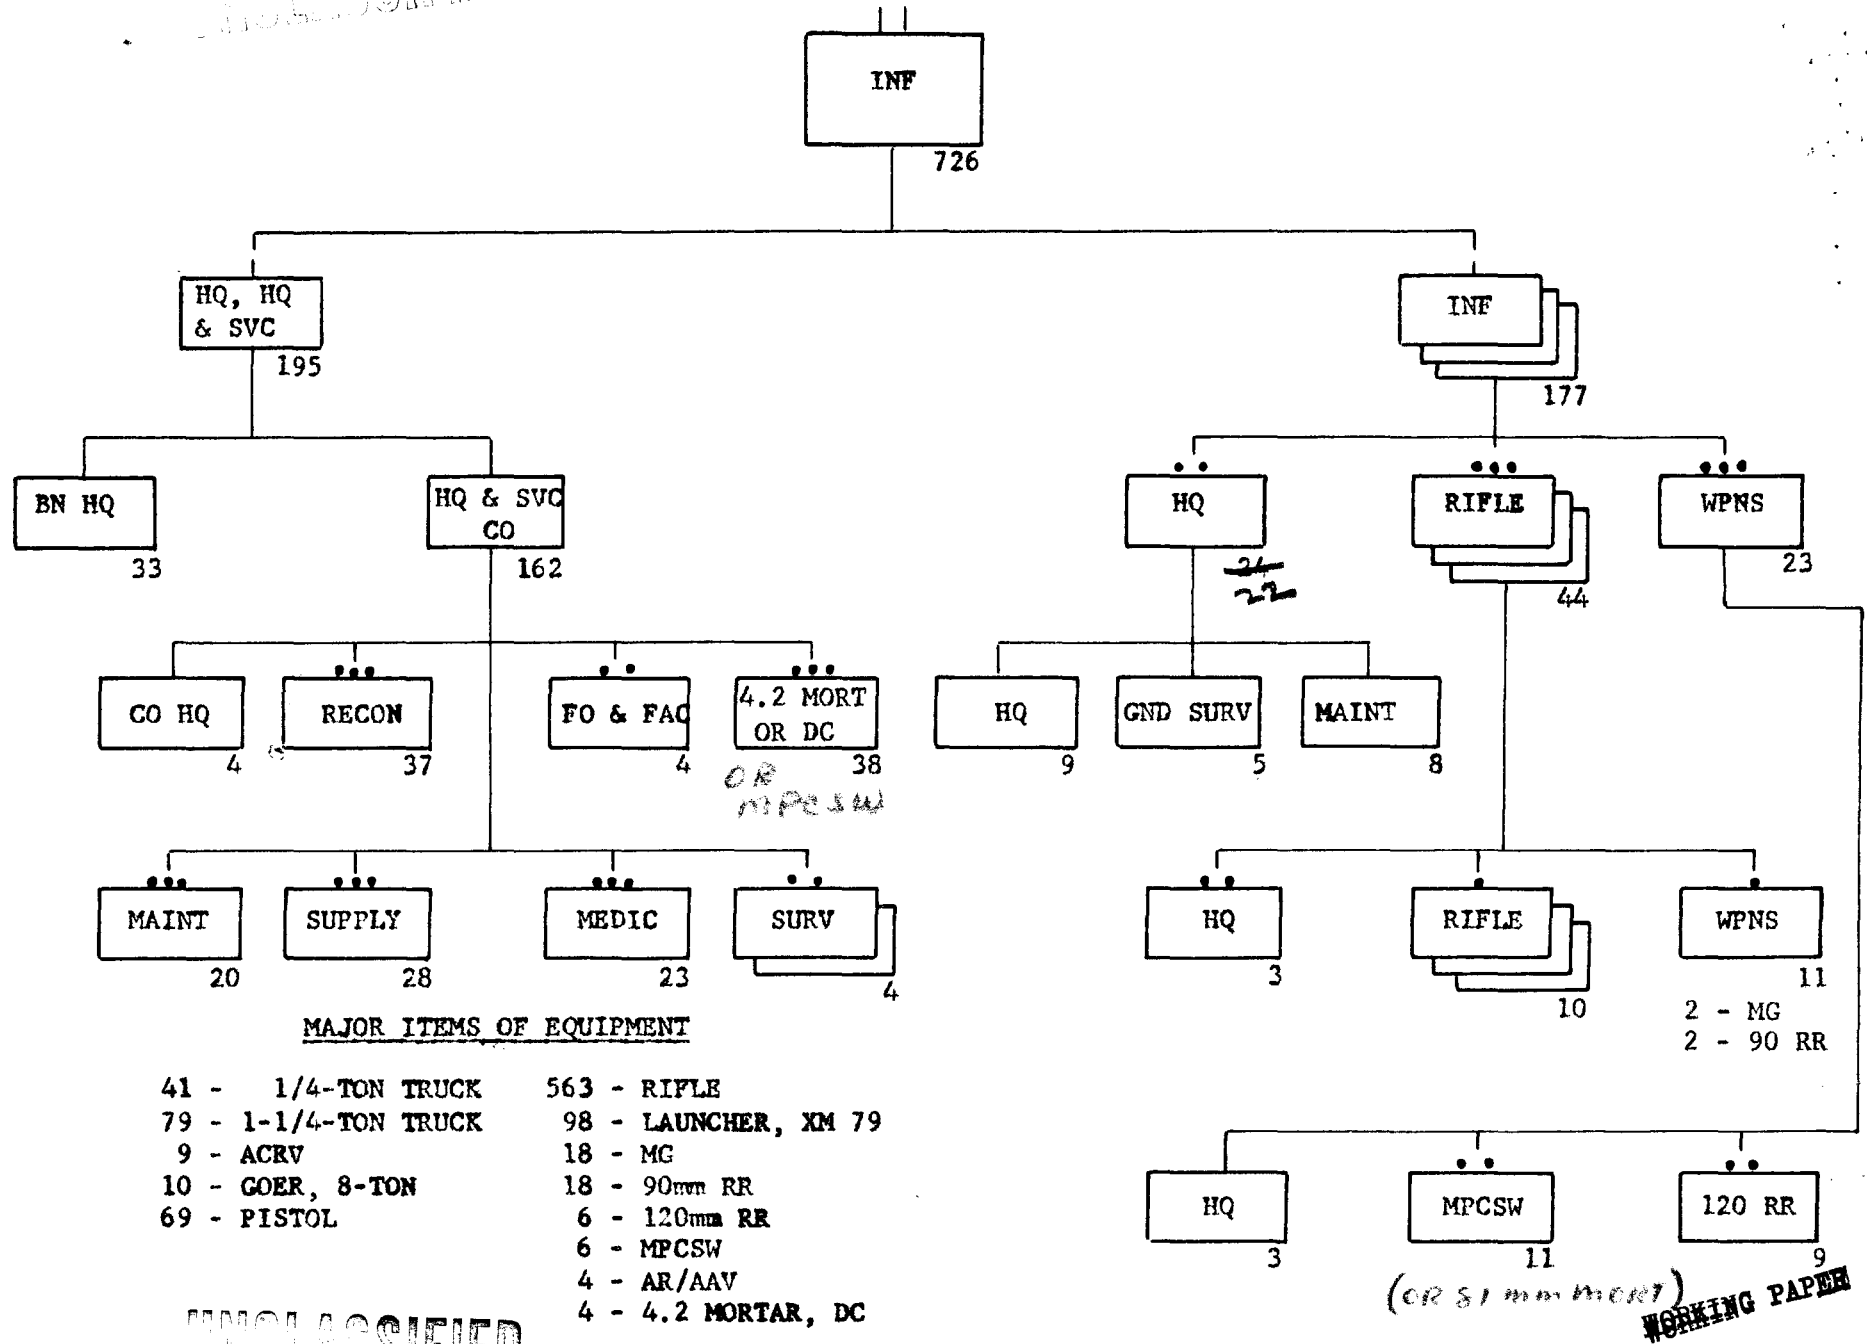 INF
726
HQ, HQ
& SVC
195
INF
177
BN HQ
33
HQ & SVC
CO
162
HQ
24
22
RIFLE
44
WPNS
23
CO HQ
4
RECON
37
FO & FAC
4
4.2 MORT
OR DC
38
OR
MPCSW
HQ
9
GND SURV
5
MAINT
8
MAINT
20
SUPPLY
28
MEDIC
23
SURV
4
HQ
3
RIFLE
10
WPNS
11
2 - MG
2 - 90 RR
MAJOR ITEMS OF EQUIPMENT
41 - 1/4-TON TRUCK
79 - 1-1/4-TON TRUCK
9 - ACRV
10 - GOER, 8-TON
69 - PISTOL
563 - RIFLE
98 - LAUNCHER, XM 79
18 - MG
18 - 90mm RR
6 - 120mm RR
6 - MPCSW
4 - AR/AAV
4 - 4.2 MORTAR, DC
HQ
3
MPCSW
11
(OR 81 mm MORT)
120 RR
9
WORKING PAPER
UNCLASSIFIED